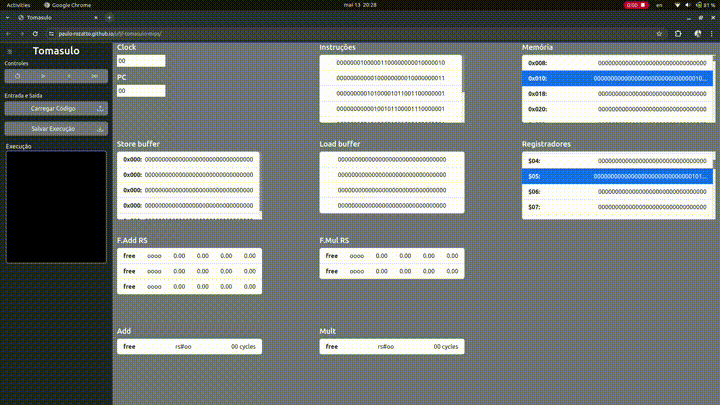 Activities Google Chrome mai 13 20:28 0:00 en 81 %
Tomasulo
paulo-rozatto.github.io/ufjf-tomasulo-mips/
Tomasulo
Controles
Entrada e Saída
Carregar Código
Salvar Execução
Execução
Clock
00
PC
00
Instruções
00000001000011000000000010000010
00000000010000000001000000011
00000001010001011001100000001
00000010010110000111000001
Memória
0x008: 00000000000000000000000000000000
0x010: 000000000000000000000000000010...
0x018: 00000000000000000000000000000000
0x020: 00000000000000000000000000000000
Store buffer
0x000: 00000000000000000000000000000000
0x000: 00000000000000000000000000000000
0x000: 00000000000000000000000000000000
0x000: 00000000000000000000000000000000
Load buffer
00000000000000000000000000000000
00000000000000000000000000000000
00000000000000000000000000000000
00000000000000000000000000000000
Registradores
$04: 00000000000000000000000000000000
$05: 00000000000000000000000000000101...
$06: 00000000000000000000000000000000
$07: 00000000000000000000000000000000
F.Add RS
free oooo 0.00 0.00 0.00 0.00
free oooo 0.00 0.00 0.00 0.00
free oooo 0.00 0.00 0.00 0.00
F.Mul RS
free oooo 0.00 0.00 0.00 0.00
free oooo 0.00 0.00 0.00 0.00
Add
free rs#oo 00 cycles
Mult
free rs#oo 00 cycles